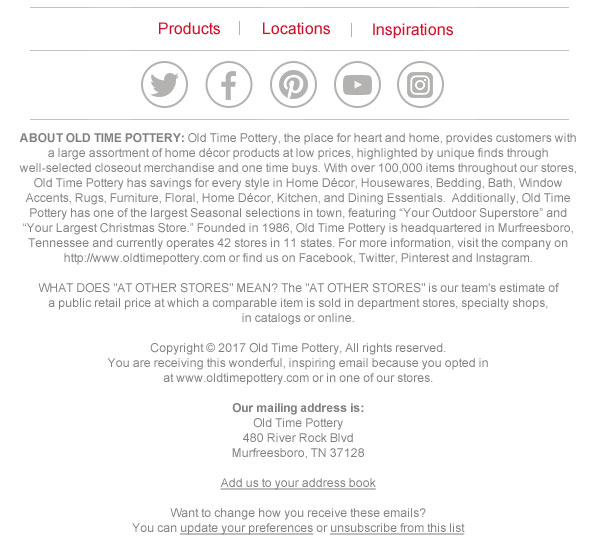 Products | Locations | Inspirations
ABOUT OLD TIME POTTERY: Old Time Pottery, the place for heart and home, provides customers with
a large assortment of home décor products at low prices, highlighted by unique finds through
well-selected closeout merchandise and one time buys. With over 100,000 items throughout our stores,
Old Time Pottery has savings for every style in Home Décor, Housewares, Bedding, Bath, Window
Accents, Rugs, Furniture, Floral, Home Décor, Kitchen, and Dining Essentials.  Additionally, Old Time
Pottery has one of the largest Seasonal selections in town, featuring “Your Outdoor Superstore” and
“Your Largest Christmas Store.” Founded in 1986, Old Time Pottery is headquartered in Murfreesboro,
Tennessee and currently operates 42 stores in 11 states. For more information, visit the company on
http://www.oldtimepottery.com or find us on Facebook, Twitter, Pinterest and Instagram.
WHAT DOES "AT OTHER STORES" MEAN? The "AT OTHER STORES" is our team's estimate of
a public retail price at which a comparable item is sold in department stores, specialty shops,
in catalogs or online.
Copyright © 2017 Old Time Pottery, All rights reserved.
You are receiving this wonderful, inspiring email because you opted in
at www.oldtimepottery.com or in one of our stores.
Our mailing address is:
Old Time Pottery
480 River Rock Blvd
Murfreesboro, TN 37128
Add us to your address book
Want to change how you receive these emails?
You can update your preferences or unsubscribe from this list